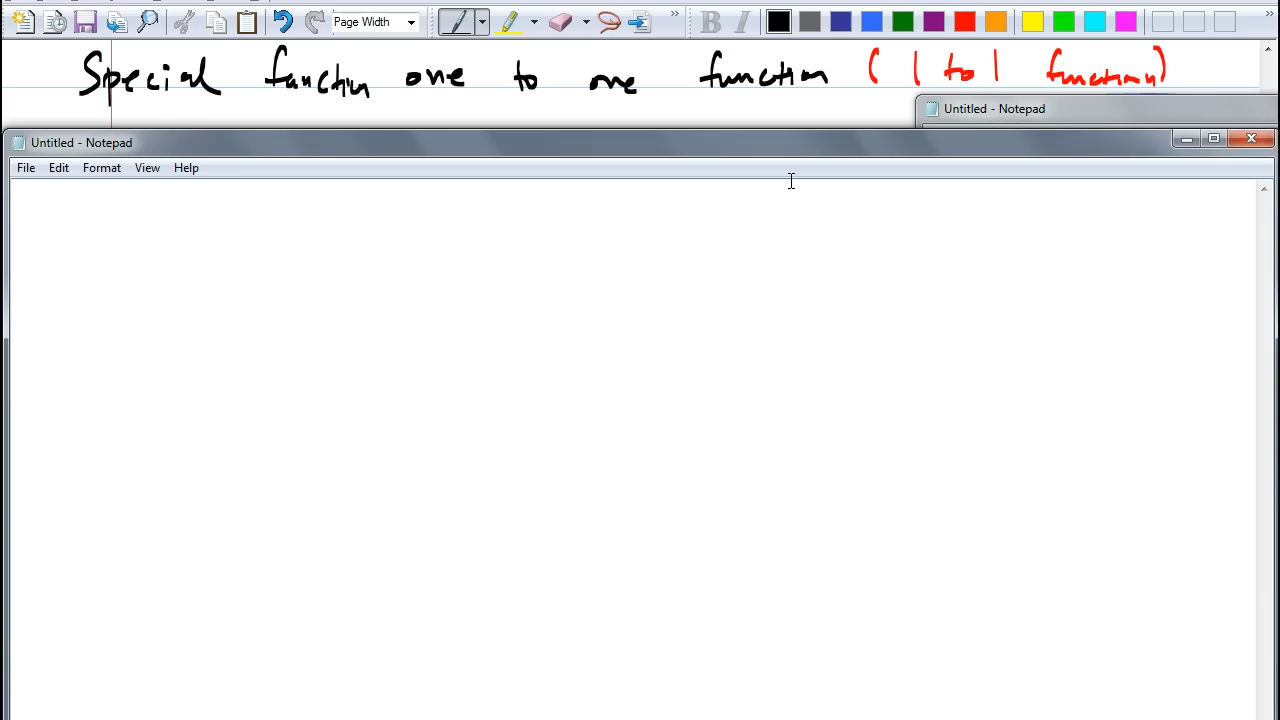 Page Width
B I
Special function one to one function (1 to 1 function)
Untitled - Notepad
Untitled - Notepad
File Edit Format View Help